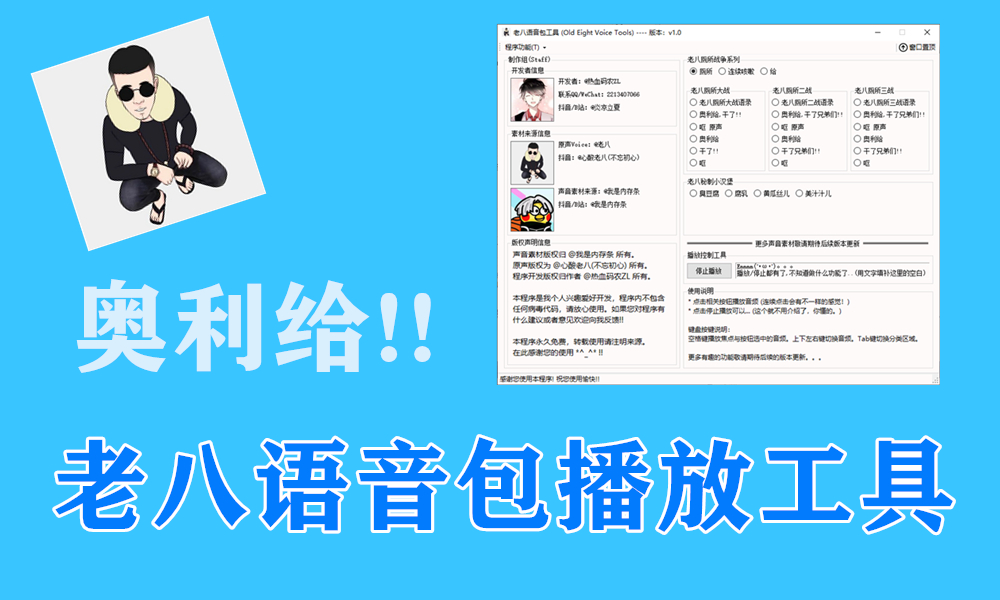 老八语音包工具 (Old Eight Voice Tools) ---- 版本：v1.0
程序功能(T)
窗口置顶
制作组(Staff)
开发者信息
开发者：@热血码农ZL
联系QQ/WeChat：2213407066
抖音/B站：@炎凉立夏
素材来源信息
原声Voice：@老八
抖音：@心酸老八(不忘初心)
声音素材来源：@我是内存条
抖音/B站：@我是内存条
版权声明信息
声音素材版权归 @我是内存条 所有。
原声版权为 @心酸老八(不忘初心) 所有。
程序开发版权归作者 @热血码农ZL 所有。
本程序是我个人兴趣爱好开发，程序内不包含
任何病毒代码，请放心使用。如果您对程序有
什么建议或者意见欢迎向我反馈!!
本程序永久免费，转载使用请注明来源。
在此感谢您的使用 *^_^* !!
老八厕所战争系列
厕所 连续咳嗽 给
老八厕所大战
老八厕所大战语录
奥利给,干了!!
呕 原声
奥利给
干了!!
呕
老八厕所二战
老八厕所二战语录
奥利给,干了兄弟们!!
呕 原声
奥利给
干了兄弟们!!
呕
老八厕所三战
老八厕所三战语录
奥利给,干了兄弟们!!
呕 原声
奥利给
干了兄弟们!!
呕
老八秘制小汉堡
臭豆腐 腐乳 黄瓜丝儿 美汁汁儿
更多声音素材敬请期待后续版本更新
播放控制工具
停止播放
播放/停止都有了,不知道做什么功能了..(用文字填补这里的空白)
使用说明
* 点击相关按钮播放音频 (连续点击会有不一样的感觉！)
* 点击停止播放可以... (这个就不用介绍了，你懂的。)
键盘按键说明：
空格键播放焦点与按钮选中的音频。上下左右键切换音频。Tab键切换分类区域。
更多有趣的功能敬请期待后续的版本更新。。。
感谢您使用本程序! 祝您使用愉快!!
奥利给!!
老八语音包播放工具